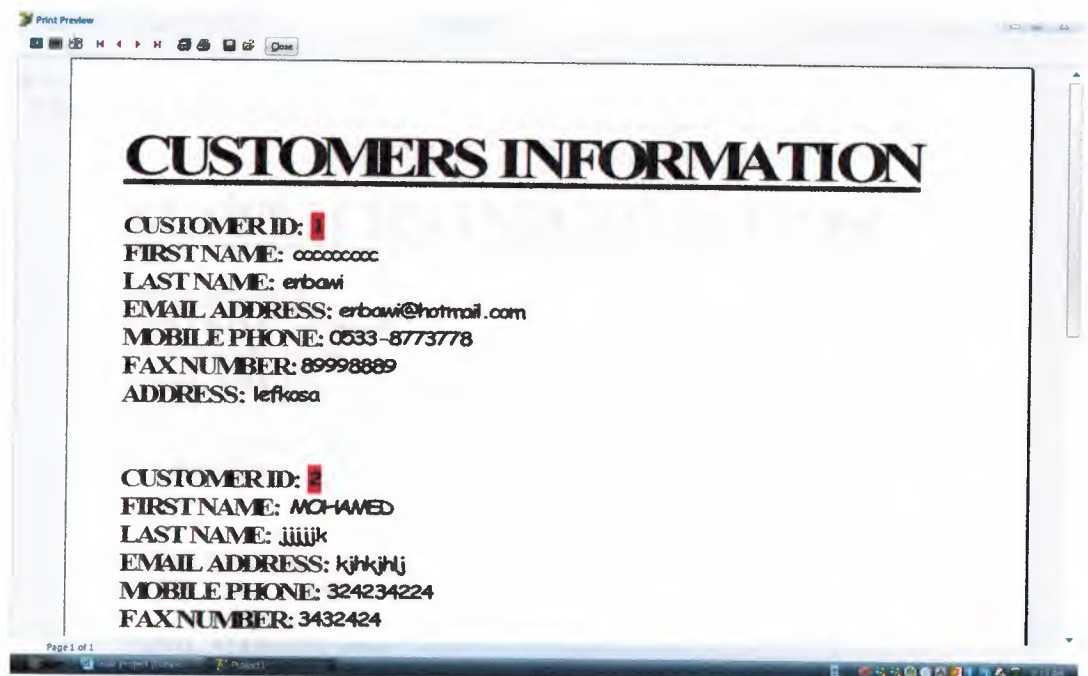 Print Preview
Close
CUSTOMERS INFORMATION
CUSTOMER ID: 1
FIRST NAME: cccccccccc
LAST NAME: erbawi
EMAIL ADDRESS: erbawi@hotmail.com
MOBILE PHONE: 0533-8773778
FAX NUMBER: 89998889
ADDRESS: lefkosa
CUSTOMER ID: 2
FIRST NAME: MOHAMED
LAST NAME: jjjjjk
EMAIL ADDRESS: kjhkjhlj
MOBILE PHONE: 324234224
FAX NUMBER: 3432424
Page 1 of 1
Project1